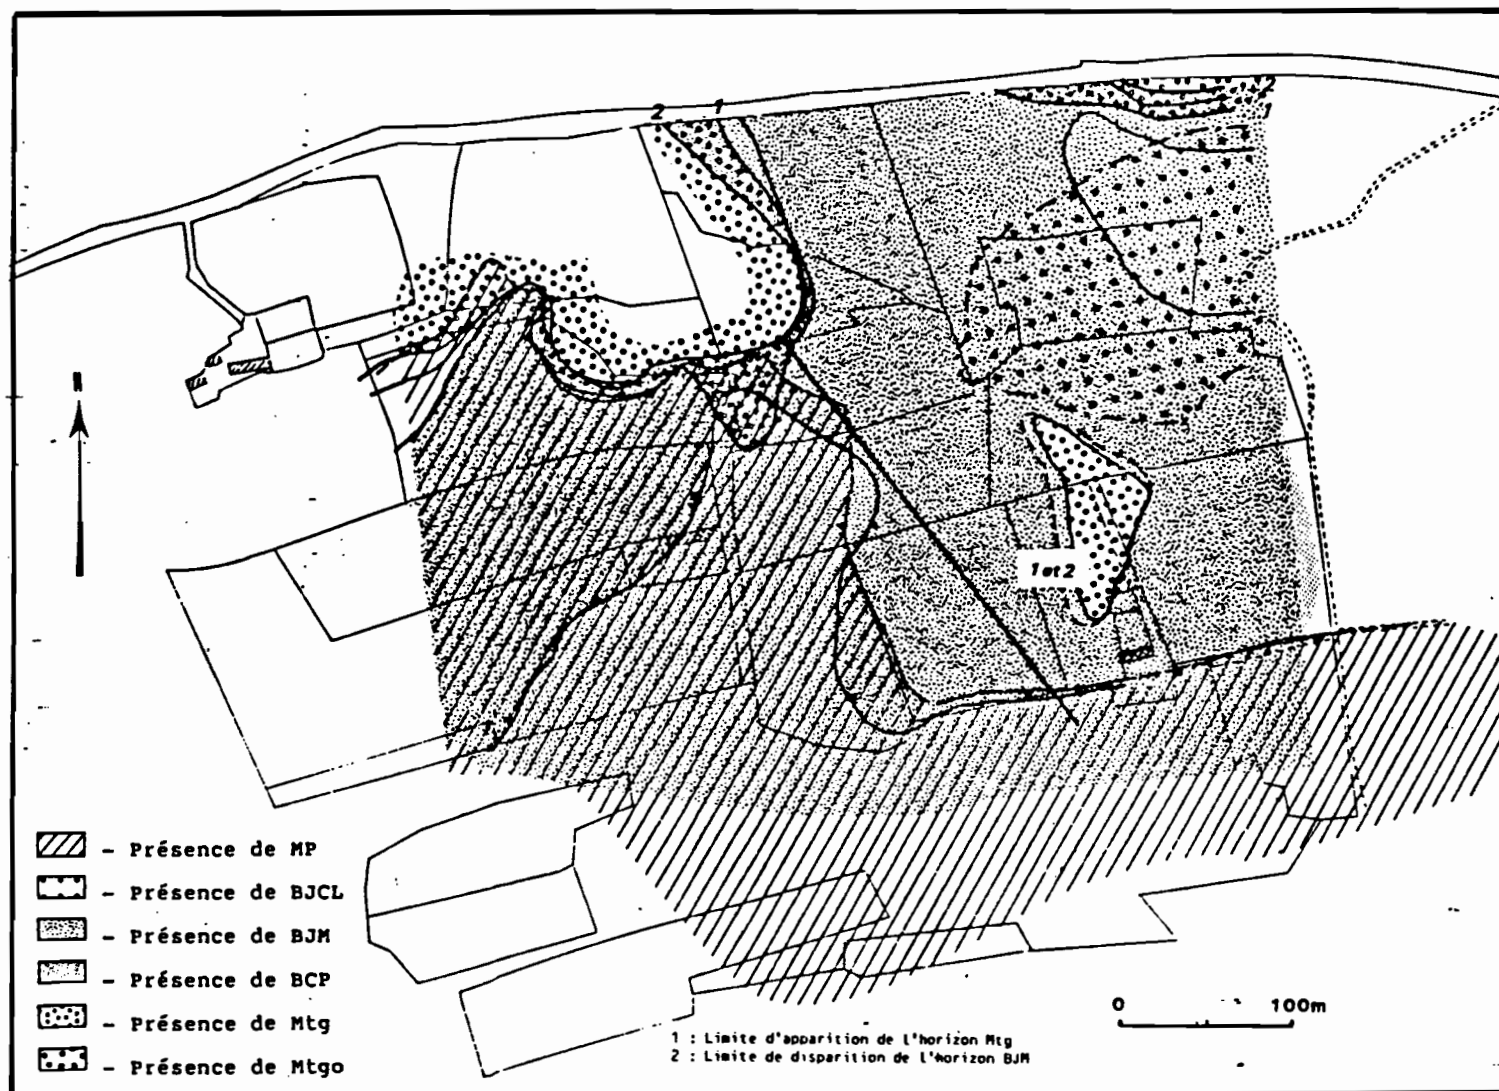 2 1
2
1 et 2
- Présence de MP
- Présence de BJCL
- Présence de BJM
- Présence de BCP
- Présence de Mtg
- Présence de Mtgo
0 100m
1 : Limite d'apparition de l'horizon Mtg
2 : Limite de disparition de l'horizon BJM